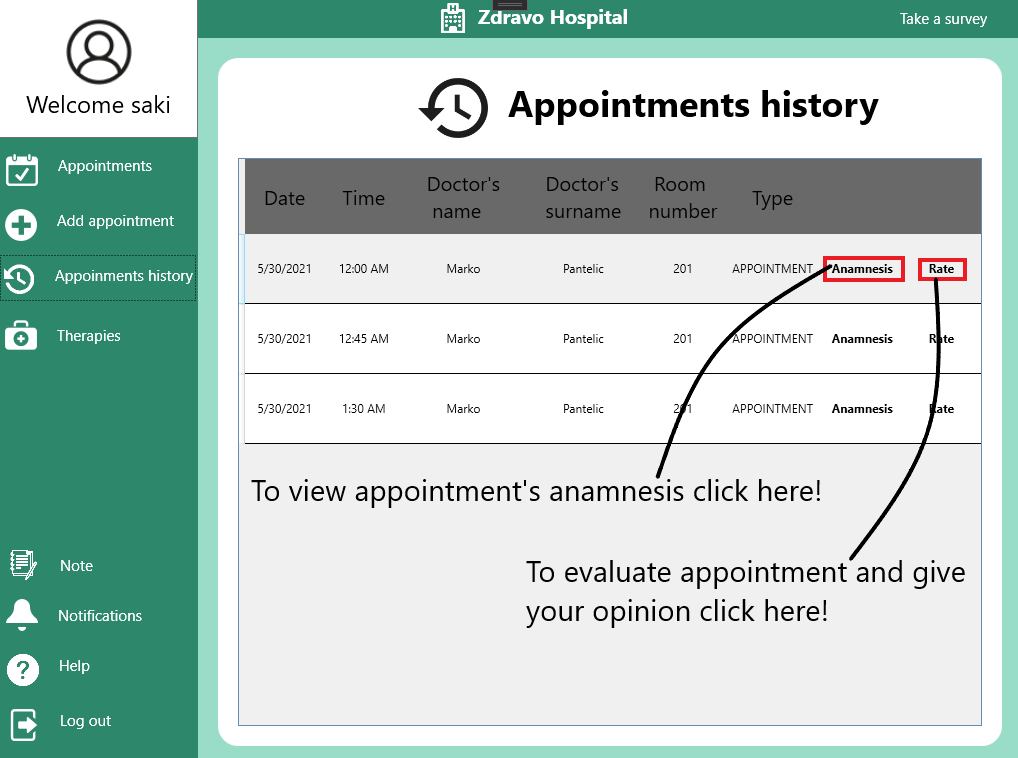 Zdravo Hospital
Take a survey
Welcome saki
Appointments
Add appointment
Appoinments history
Therapies
Note
Notifications
Help
Log out
Appointments history
Date Time Doctor's name Doctor's surname Room number Type
5/30/2021 12:00 AM Marko Pantelic 201 APPOINTMENT Anamnesis Rate
5/30/2021 12:45 AM Marko Pantelic 201 APPOINTMENT Anamnesis Rate
5/30/2021 1:30 AM Marko Pantelic 201 APPOINTMENT Anamnesis Rate
To view appointment's anamnesis click here!
To evaluate appointment and give
your opinion click here!